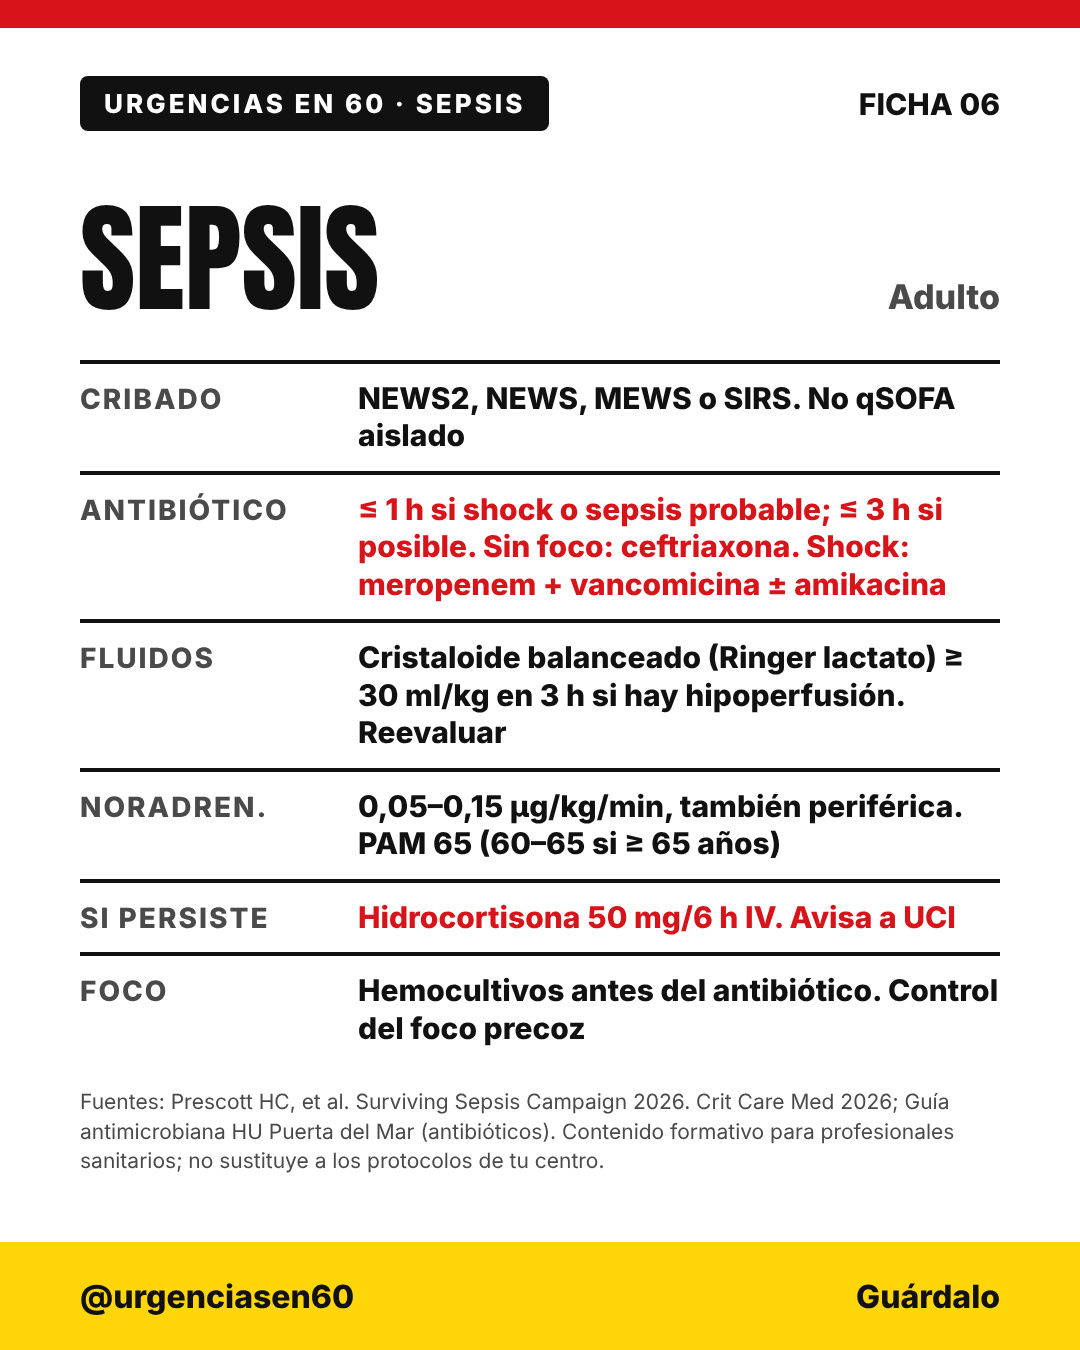 URGENCIAS EN 60 · SEPSIS
FICHA 06
SEPSIS
Adulto
CRIBADO
NEWS2, NEWS, MEWS o SIRS. No qSOFA
aislado
ANTIBIÓTICO
≤ 1 h si shock o sepsis probable; ≤ 3 h si
posible. Sin foco: ceftriaxona. Shock:
meropenem + vancomicina ± amikacina
FLUIDOS
Cristaloide balanceado (Ringer lactato) ≥
30 ml/kg en 3 h si hay hipoperfusión.
Reevaluar
NORADREN.
0,05–0,15 µg/kg/min, también periférica.
PAM 65 (60–65 si ≥ 65 años)
SI PERSISTE
Hidrocortisona 50 mg/6 h IV. Avisa a UCI
FOCO
Hemocultivos antes del antibiótico. Control
del foco precoz
Fuentes: Prescott HC, et al. Surviving Sepsis Campaign 2026. Crit Care Med 2026; Guía
antimicrobiana HU Puerta del Mar (antibióticos). Contenido formativo para profesionales
sanitarios; no sustituye a los protocolos de tu centro.
@urgenciasen60
Guárdalo